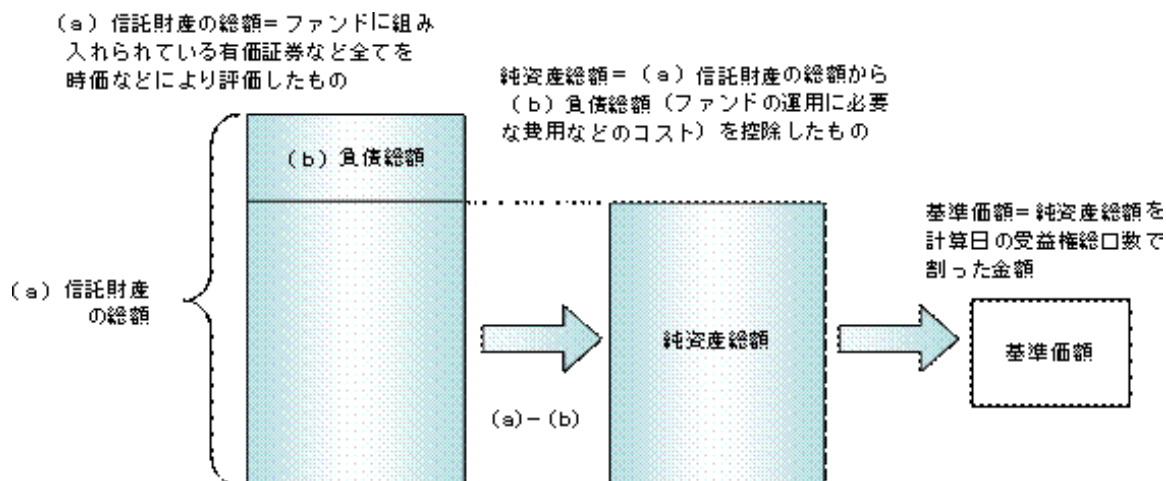 (a)信託財産の総額=ファンドに組み
入れられている有価証券など全てを
時価などにより評価したもの
純資産総額=(a)信託財産の総額から
(b)負債総額(ファンドの運用に必要
な費用などのコスト)を控除したもの
(b)負債総額
基準価額=純資産総額を
計算日の受益権総口数で
割った金額
(a)信託財産
の総額
純資産総額
基準価額
(a)-(b)